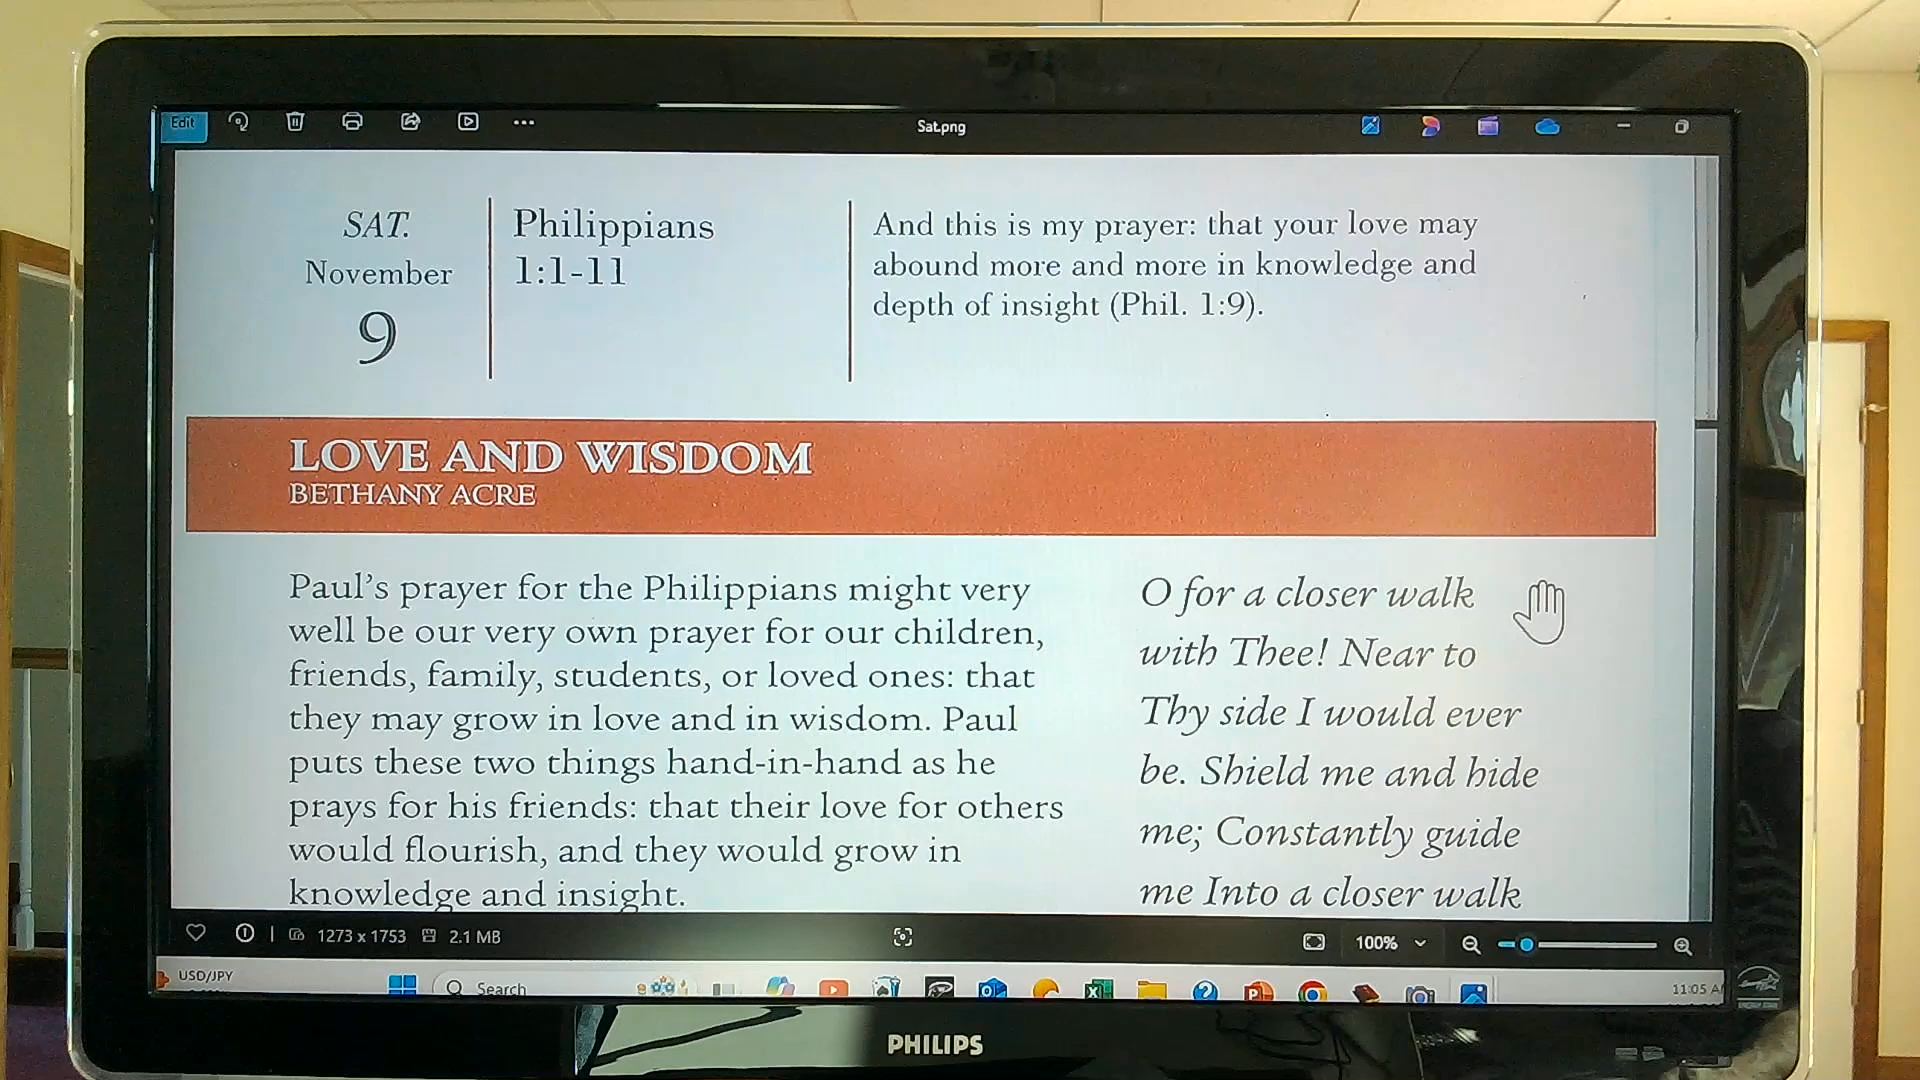 Edit
Sat.png
SAT.
November
9
Philippians
1:1-11
And this is my prayer: that your love may
abound more and more in knowledge and
depth of insight (Phil. 1:9).
LOVE AND WISDOM
BETHANY ACRE
Paul's prayer for the Philippians might very
well be our very own prayer for our children,
friends, family, students, or loved ones: that
they may grow in love and in wisdom. Paul
puts these two things hand-in-hand as he
prays for his friends: that their love for others
would flourish, and they would grow in
knowledge and insight.
O for a closer walk
with Thee! Near to
Thy side I would ever
be. Shield me and hide
me; Constantly guide
me Into a closer walk
1273 x 1753
2.1 MB
100%
USD/JPY
Search
11:05 A
PHILIPS